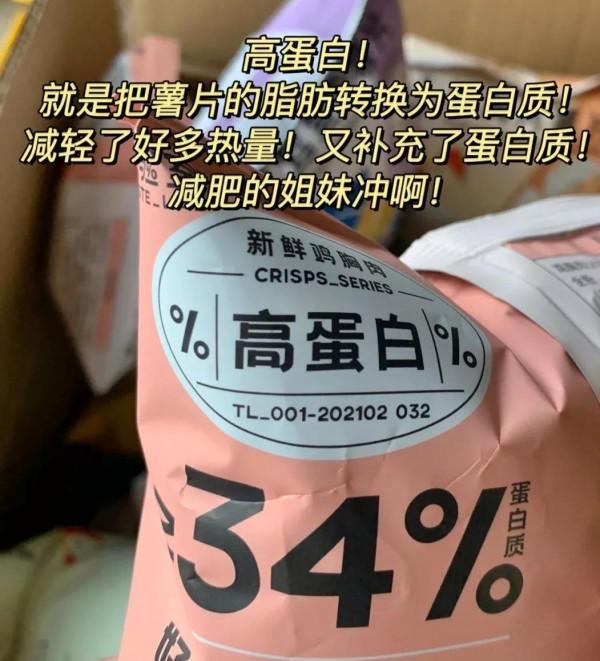 高蛋白！
就是把薯片的脂肪转换为蛋白质！
减轻了好多热量！又补充了蛋白质！
减肥的姐妹冲啊！
新鲜鸡胸肉
CRISPS_SERIES
% 高蛋白 %
TL_001-202102 032
≥34%
蛋白质